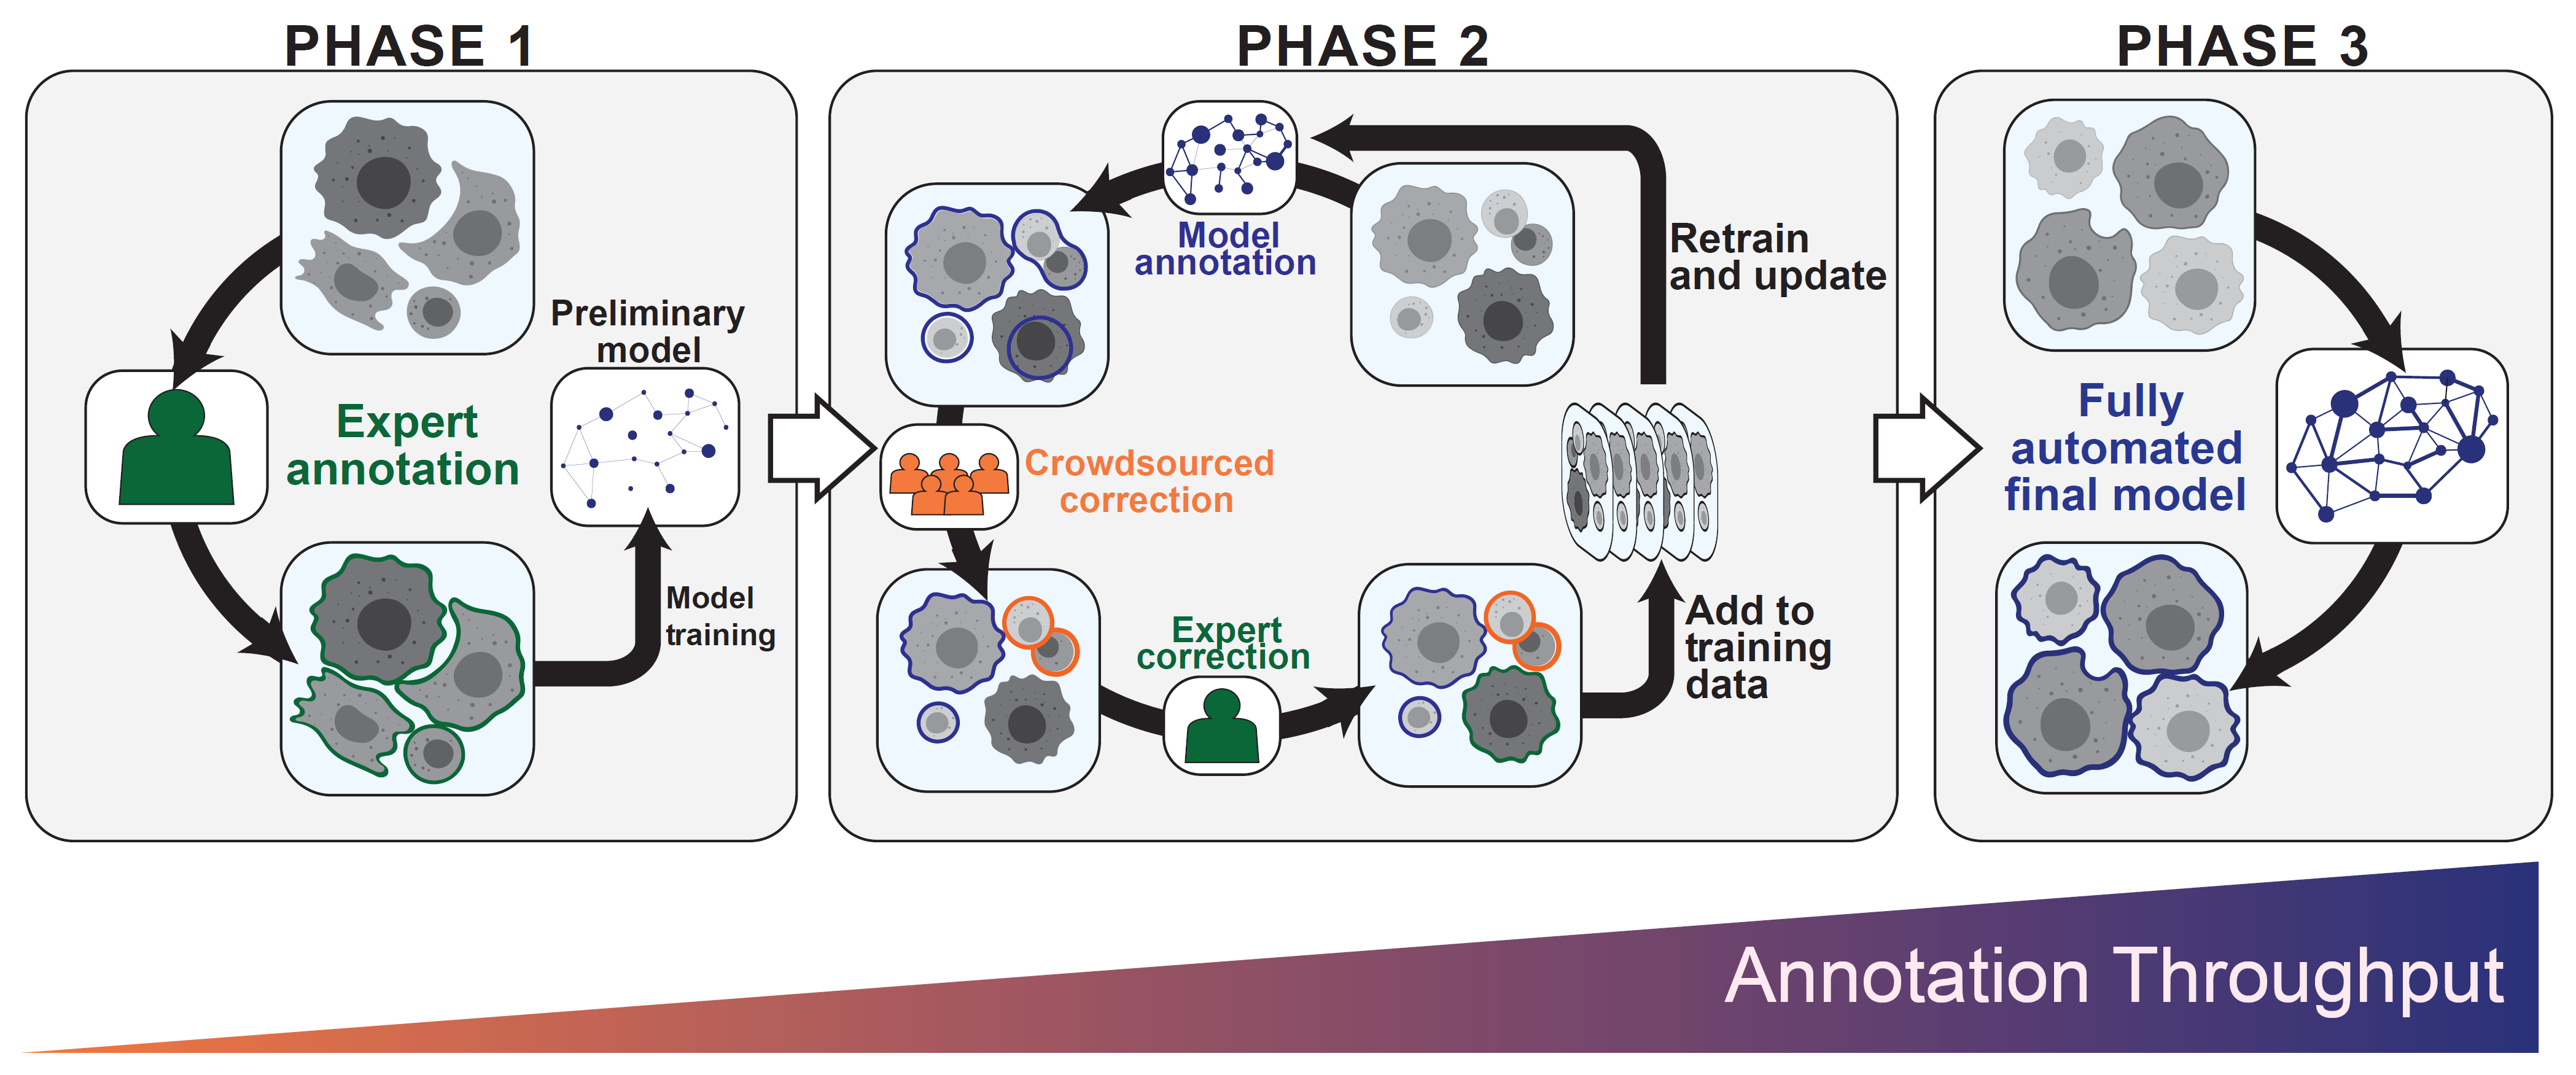 PHASE 1
Expert
annotation
Preliminary
model
Model
training
PHASE 2
Model
annotation
Retrain
and update
Crowdsourced
correction
Expert
correction
Add to
training
data
PHASE 3
Fully
automated
final model
Annotation Throughput